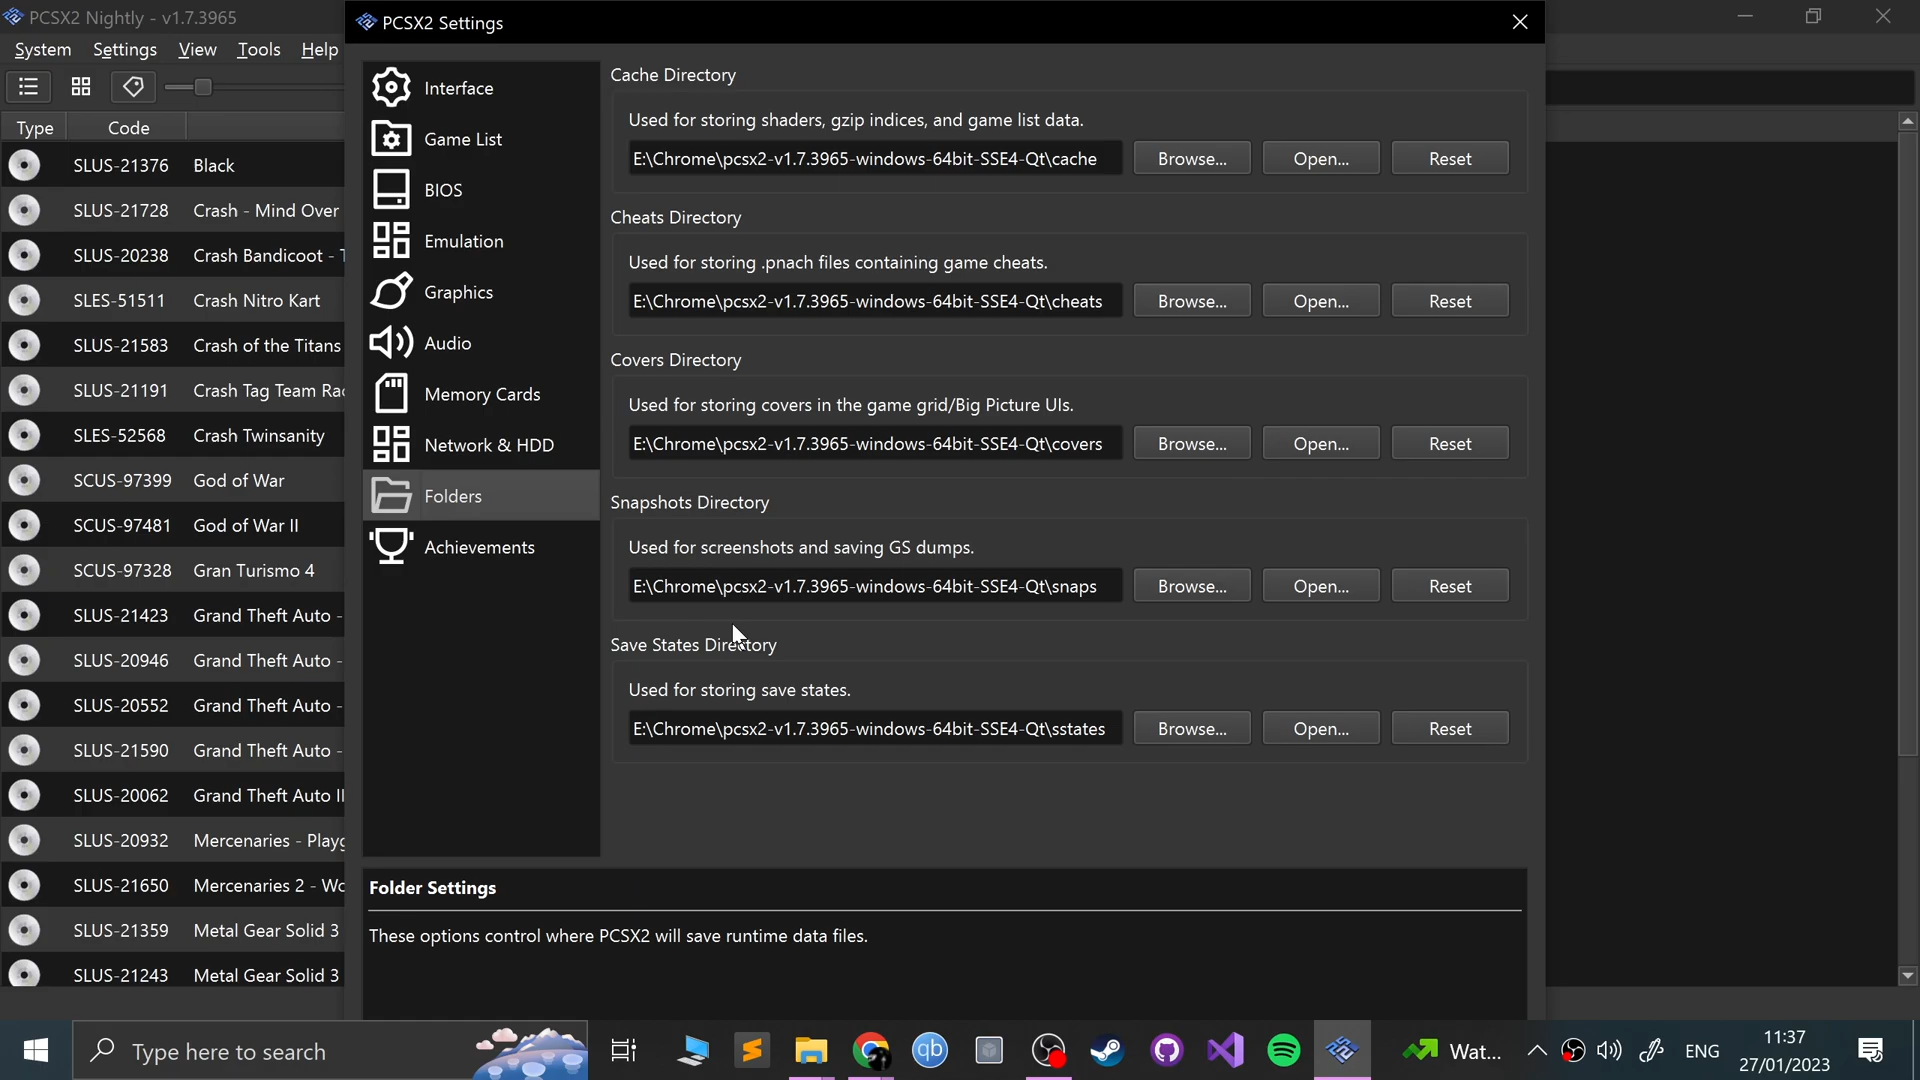 PCSX2 Nightly - v1.7.3965
System Settings View Tools Help
Type Code
SLUS-21376 Black
SLUS-21728 Crash - Mind Over
SLUS-20238 Crash Bandicoot -
SLES-51511 Crash Nitro Kart
SLUS-21583 Crash of the Titans
SLUS-21191 Crash Tag Team
SLES-52568 Crash Twinsanity
SCUS-97399 God of War
SCUS-97481 God of War II
SCUS-97328 Gran Turismo 4
SLUS-21423 Grand Theft Auto -
SLUS-20946 Grand Theft Auto -
SLUS-20552 Grand Theft Auto -
SLUS-21590 Grand Theft Auto -
SLUS-20062 Grand Theft Auto II
SLUS-20932 Mercenaries -
SLUS-21650 Mercenaries 2 -
SLUS-21359 Metal Gear Solid 3
SLUS-21243 Metal Gear Solid 3
PCSX2 Settings
Interface
Game List
BIOS
Emulation
Graphics
Audio
Memory Cards
Network & HDD
Folders
Achievements
Cache Directory
Used for storing shaders, gzip indices, and game list data.
E:\Chrome\pcsx2-v1.7.3965-windows-64bit-SSE4-Qt\cache Browse... Open... Reset
Cheats Directory
Used for storing .pnach files containing game cheats.
E:\Chrome\pcsx2-v1.7.3965-windows-64bit-SSE4-Qt\cheats Browse... Open... Reset
Covers Directory
Used for storing covers in the game grid/Big Picture UIs.
E:\Chrome\pcsx2-v1.7.3965-windows-64bit-SSE4-Qt\covers Browse... Open... Reset
Snapshots Directory
Used for screenshots and saving GS dumps.
E:\Chrome\pcsx2-v1.7.3965-windows-64bit-SSE4-Qt\snaps Browse... Open... Reset
Save States Directory
Used for storing save states.
E:\Chrome\pcsx2-v1.7.3965-windows-64bit-SSE4-Qt\sstates Browse... Open... Reset
Folder Settings
These options control where PCSX2 will save runtime data files.
Type here to search
qb
Wat...
ENG
11:37
27/01/2023